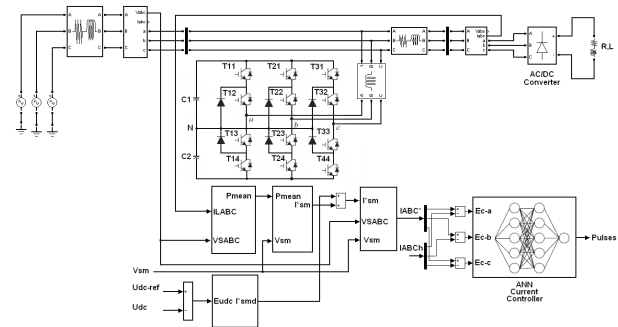 A A
B B
C C
A
B
C
Vabc
Iabc
a
b
c
A A
B B
C C
A
B
C
Vabc
Iabc
a
b
c
A
B
C
+
-
R,L
AC/DC
Converter
T11 T21 T31
T12 T22 T32
C1
A B C
a b c
N
T13 T23 T33
C2
T14 T24 T44
Pmean
ILABC
VSABC
Pmean
I*sm
Vsm
I*sm
VSABC
Vsm
IABC*
IABCh
Ec-a
Ec-b
Ec-c
Pulses
ANN
Current
Controller
Vsm
Udc-ref
Udc
Eudc I*smd